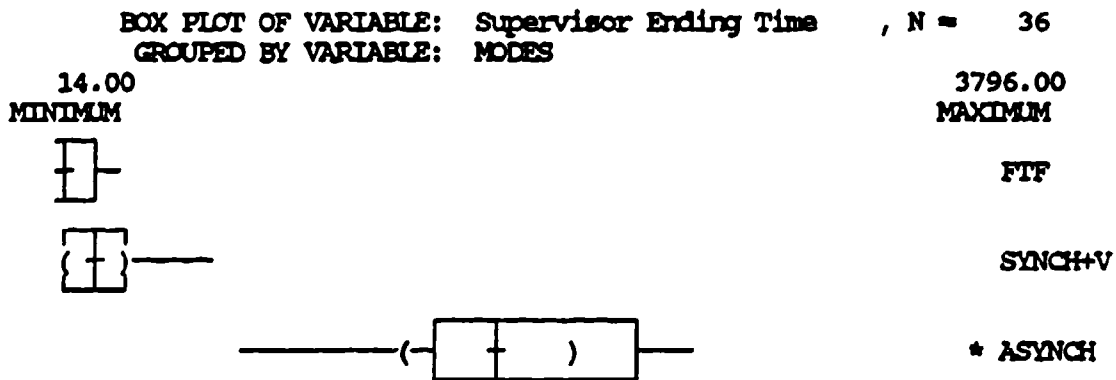 BOX PLOT OF VARIABLE: Supervisor Ending Time , N = 36
GROUPED BY VARIABLE: MODES
14.00 3796.00
MINIMUM MAXIMUM
FTF
SYNCH+V
* ASYNCH